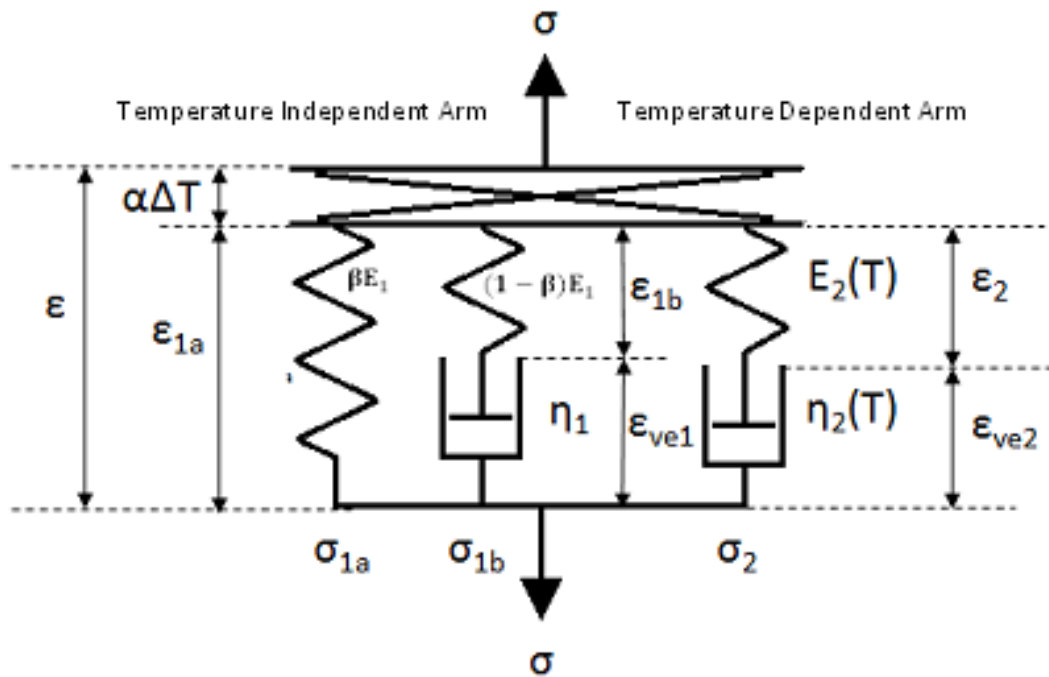 σ
Temperature Independent Arm
Temperature Dependent Arm
αΔT
βE₁
(1 − β)E₁
ε₁b
E₂(T)
ε₂
ε
ε₁a
η₁
εve1
η₂(T)
εve2
σ₁a
σ₁b
σ₂
σ